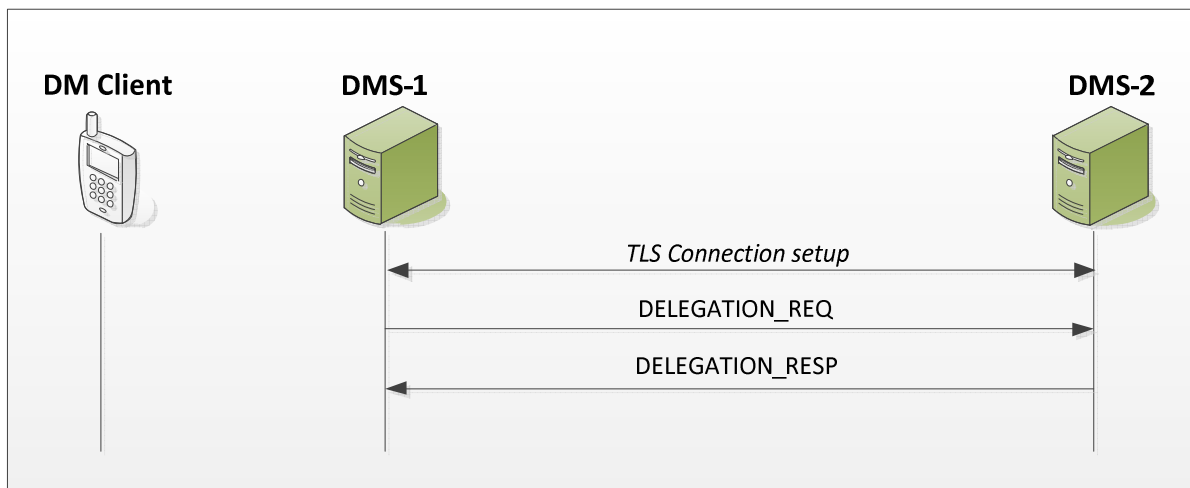 DM Client
DMS-1
DMS-2
TLS Connection setup
DELEGATION_REQ
DELEGATION_RESP